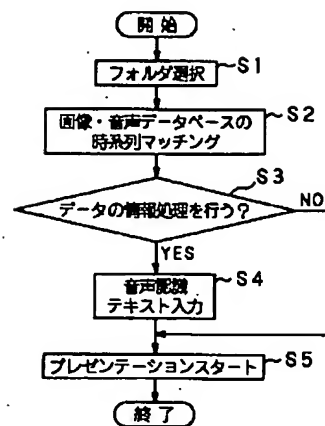 開始
フォルダ選択
S1
画像・音声データベースの
時系列マッチング
S2
S3
データの情報処理を行う？
NO
YES
音声認識
テキスト入力
S4
プレゼンテーションスタート
S5
終了